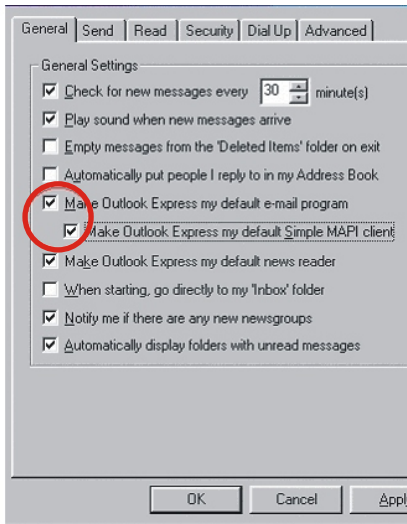 General Send Read Security Dial Up Advanced
General Settings
Check for new messages every 30 minute(s)
Play sound when new messages arrive
Empty messages from the 'Deleted Items' folder on exit
Automatically put people I reply to in my Address Book
Make Outlook Express my default e-mail program
Make Outlook Express my default Simple MAPI client
Make Outlook Express my default news reader
When starting, go directly to my 'Inbox' folder
Notify me if there are any new newsgroups
Automatically display folders with unread messages
OK Cancel Appl